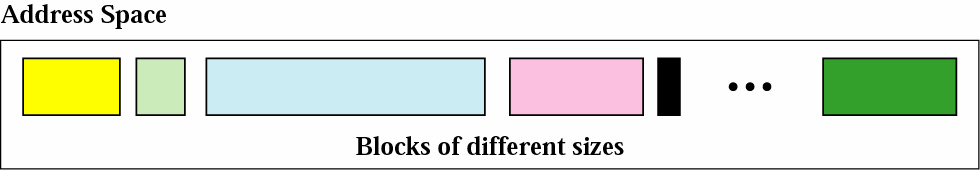 Address Space
...
Blocks of different sizes